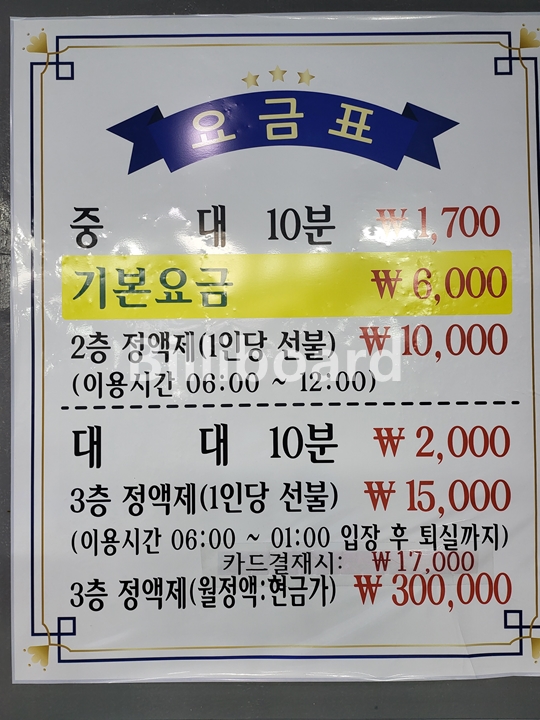 요금표
중 대 10분 ₩ 1,700
기본요금 ₩ 6,000
2층 정액제(1인당 선불) ₩ 10,000
(이용시간 06:00 ~ 12:00)
billboard
대 대 10분 ₩ 2,000
3층 정액제(1인당 선불) ₩ 15,000
(이용시간 06:00 ~ 01:00 입장 후 퇴실까지)
카드결재시: ₩17,000
3층 정액제(월정액:현금가) ₩ 300,000